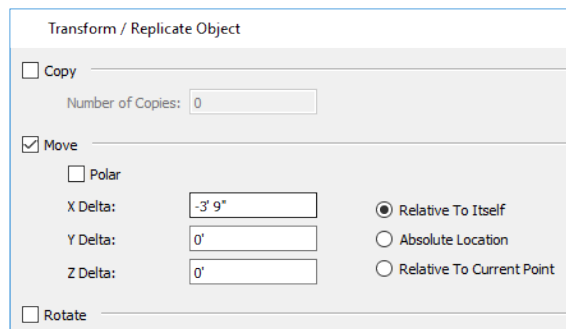 Transform / Replicate Object
Copy
Number of Copies: 0
Move
Polar
X Delta: -3' 9" Relative To Itself
Y Delta: 0' Absolute Location
Z Delta: 0' Relative To Current Point
Rotate